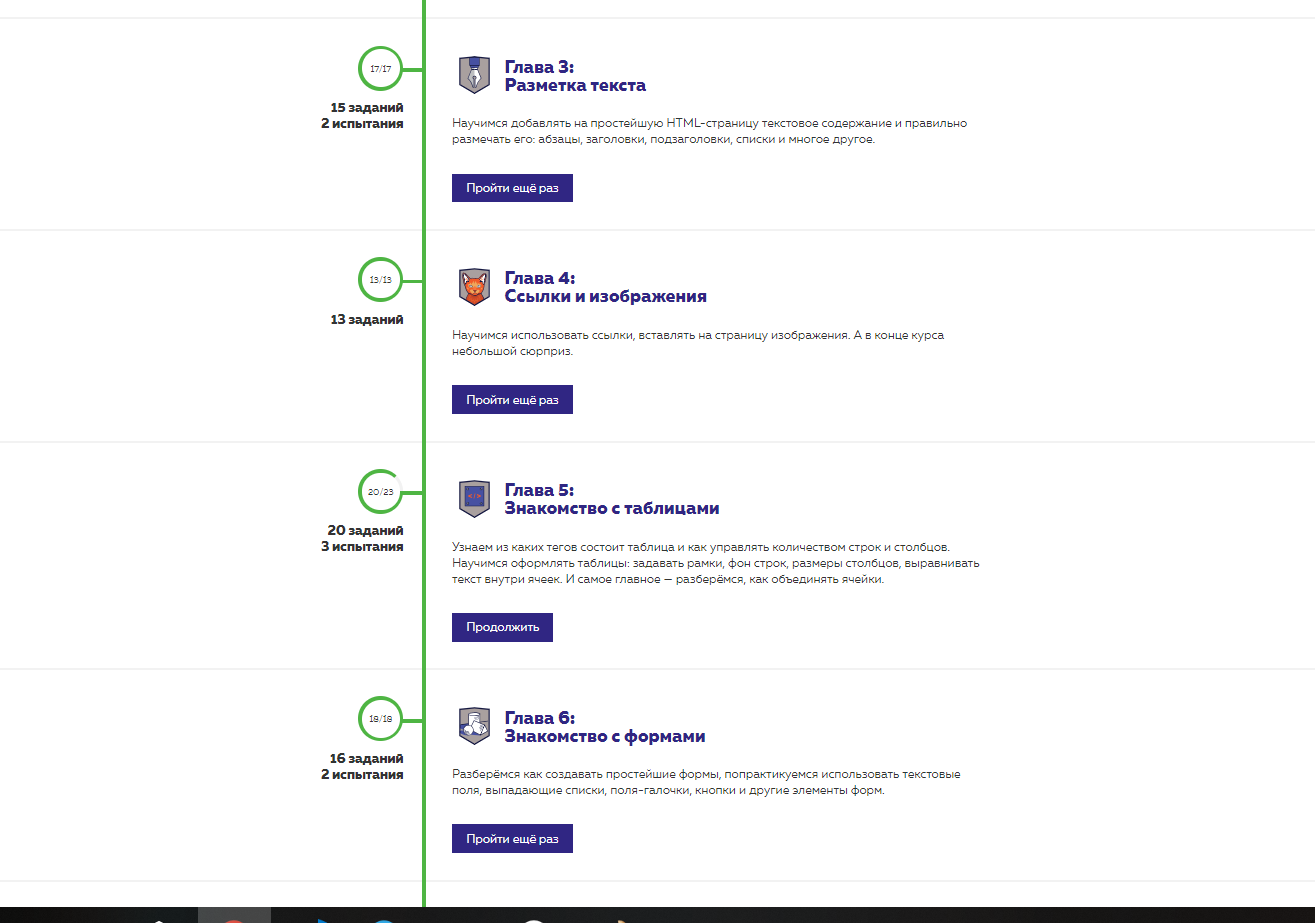 17/17
15 заданий
2 испытания
Глава 3:
Разметка текста
Научимся добавлять на простейшую HTML-страницу текстовое содержание и правильно
размечать его: абзацы, заголовки, подзаголовки, списки и многое другое.
Пройти ещё раз
13/13
13 заданий
Глава 4:
Ссылки и изображения
Научимся использовать ссылки, вставлять на страницу изображения. А в конце курса
небольшой сюрприз.
Пройти ещё раз
20/23
20 заданий
3 испытания
Глава 5:
Знакомство с таблицами
Узнаем из каких тегов состоит таблица и как управлять количеством строк и столбцов.
Научимся оформлять таблицы: задавать рамки, фон строк, размеры столбцов, выравнивать
текст внутри ячеек. И самое главное — разберёмся, как объединять ячейки.
Продолжить
18/18
16 заданий
2 испытания
Глава 6:
Знакомство с формами
Разберёмся как создавать простейшие формы, попрактикуемся использовать текстовые
поля, выпадающие списки, поля-галочки, кнопки и другие элементы форм.
Пройти ещё раз